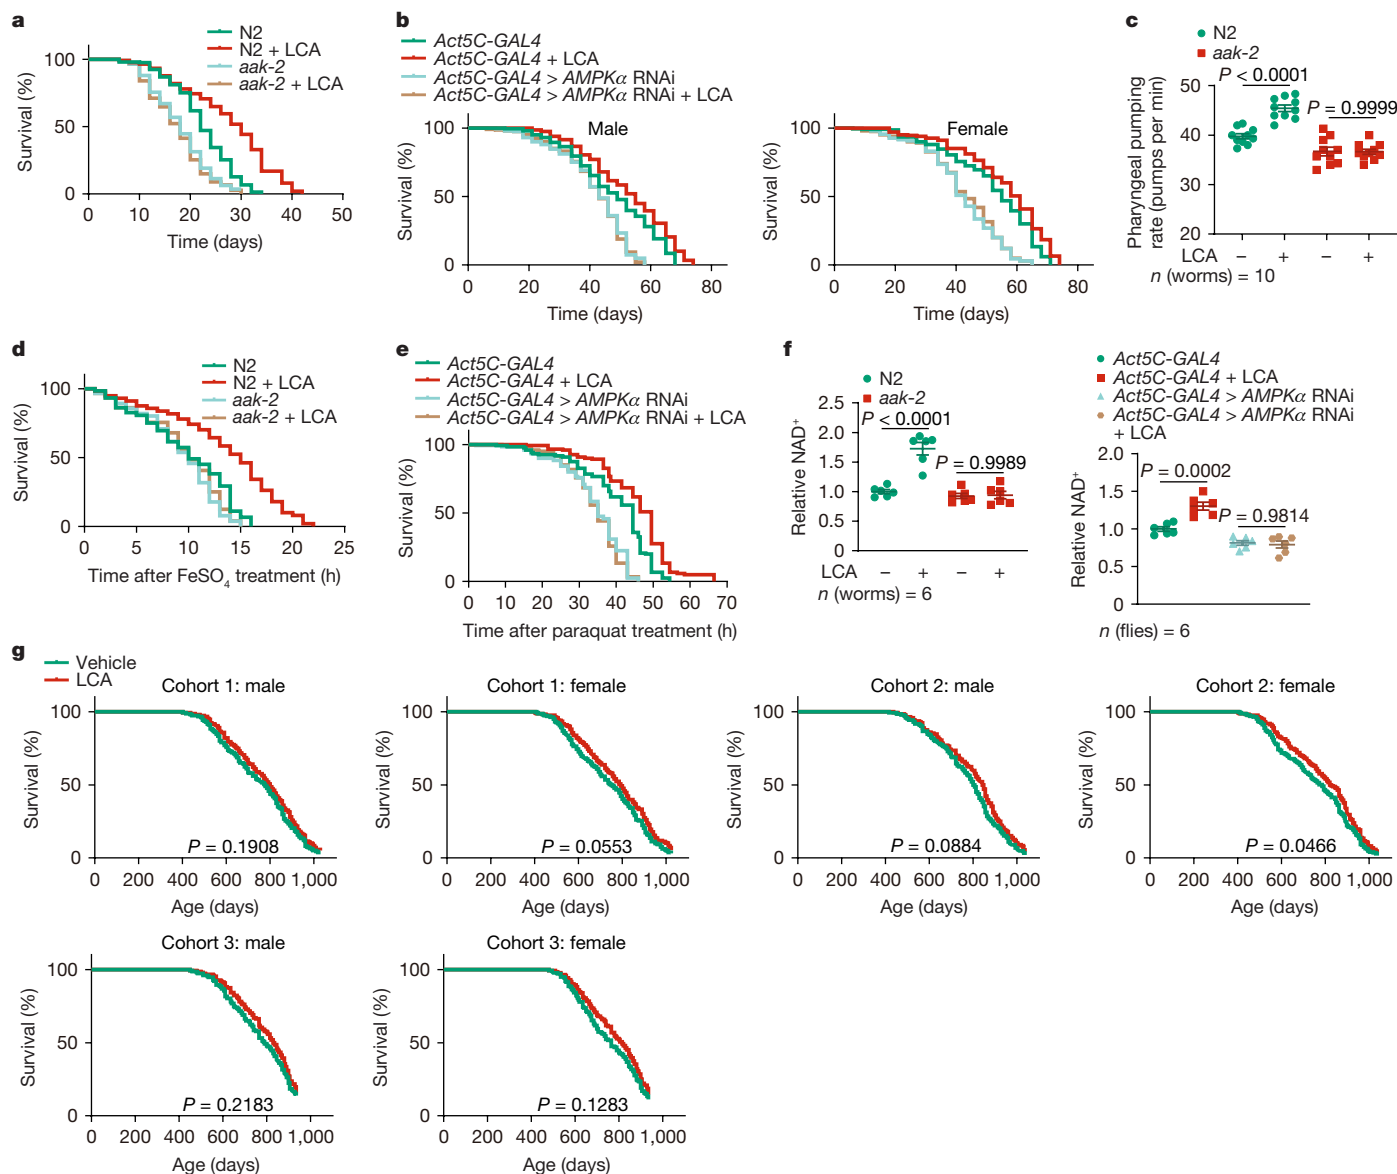 a
N2
N2 + LCA
aak-2
aak-2 + LCA
Survival (%)
100
50
0
0 10 20 30 40 50
Time (days)
b
Act5C-GAL4
Act5C-GAL4 + LCA
Act5C-GAL4 > AMPKα RNAi
Act5C-GAL4 > AMPKα RNAi + LCA
Male
Survival (%)
100
50
0
0 20 40 60 80
Time (days)
Female
Survival (%)
100
50
0
0 20 40 60 80
Time (days)
c
N2
aak-2
P < 0.0001
P = 0.9999
Pharyngeal pumping
rate (pumps per min)
50
40
30
20
LCA − + − +
n (worms) = 10
d
N2
N2 + LCA
aak-2
aak-2 + LCA
Survival (%)
100
50
0
0 5 10 15 20 25
Time after FeSO4 treatment (h)
e
Act5C-GAL4
Act5C-GAL4 + LCA
Act5C-GAL4 > AMPKα RNAi
Act5C-GAL4 > AMPKα RNAi + LCA
Survival (%)
100
50
0
0 10 20 30 40 50 60 70
Time after paraquat treatment (h)
f
N2
aak-2
P < 0.0001
P = 0.9989
Relative NAD+
2.5
2.0
1.5
1.0
0.5
0
LCA − + − +
n (worms) = 6
Act5C-GAL4
Act5C-GAL4 + LCA
Act5C-GAL4 > AMPKα RNAi
Act5C-GAL4 > AMPKα RNAi
+ LCA
P = 0.0002
P = 0.9814
Relative NAD+
2.0
1.5
1.0
0.5
0
n (flies) = 6
g
Vehicle
LCA
Cohort 1: male
Survival (%)
100
50
0
P = 0.1908
0 200 400 600 800 1,000
Age (days)
Cohort 1: female
Survival (%)
100
50
0
P = 0.0553
0 200 400 600 800 1,000
Age (days)
Cohort 2: male
Survival (%)
100
50
0
P = 0.0884
0 200 400 600 800 1,000
Age (days)
Cohort 2: female
Survival (%)
100
50
0
P = 0.0466
0 200 400 600 800 1,000
Age (days)
Cohort 3: male
Survival (%)
100
50
0
P = 0.2183
0 200 400 600 800 1,000
Age (days)
Cohort 3: female
Survival (%)
100
50
0
P = 0.1283
0 200 400 600 800 1,000
Age (days)